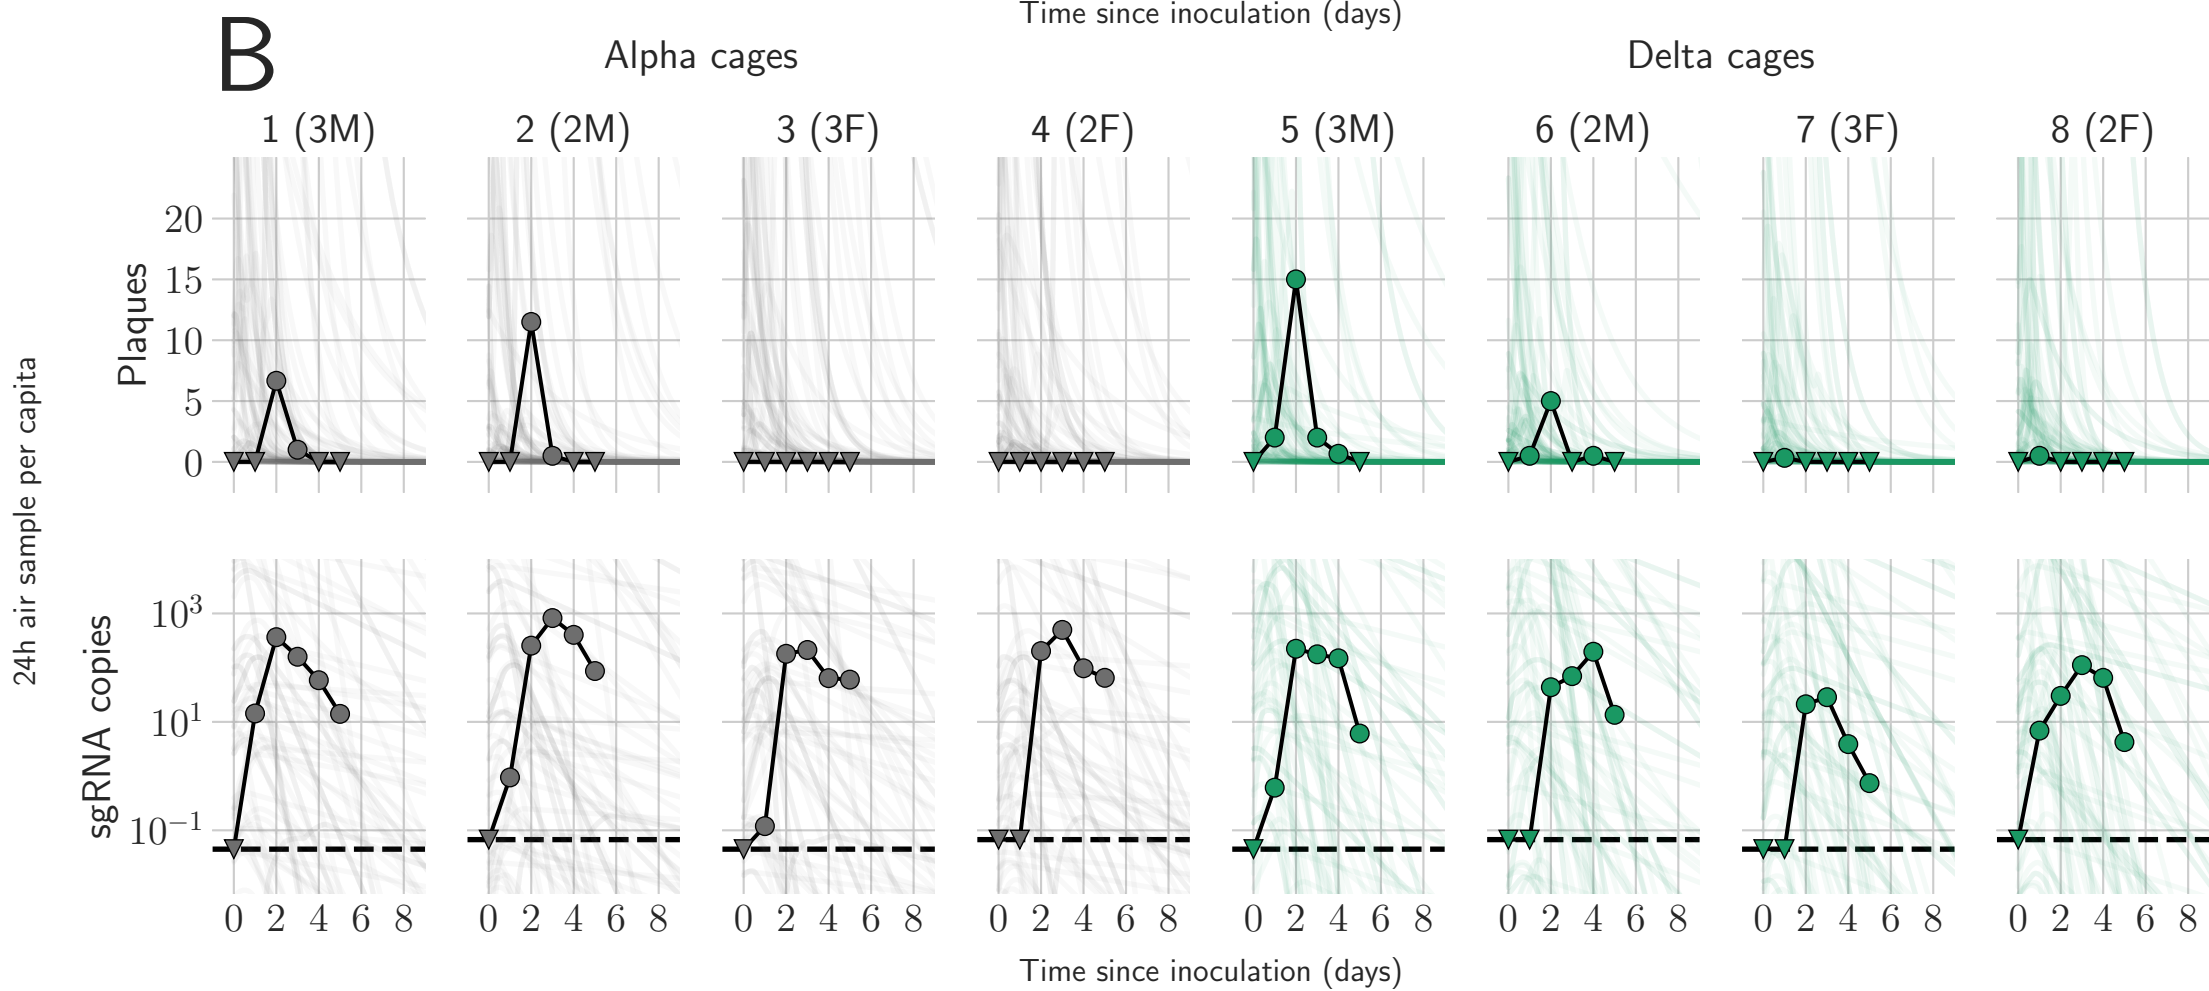 Time since inoculation (days)
B
Alpha cages
Delta cages
1 (3M)
2 (2M)
3 (3F)
4 (2F)
5 (3M)
6 (2M)
7 (3F)
8 (2F)
24h air sample per capita
Plaques
20
15
10
5
0
sgRNA copies
10³
10¹
10⁻¹
0 2 4 6 8
0 2 4 6 8
0 2 4 6 8
0 2 4 6 8
0 2 4 6 8
0 2 4 6 8
0 2 4 6 8
0 2 4 6 8
Time since inoculation (days)